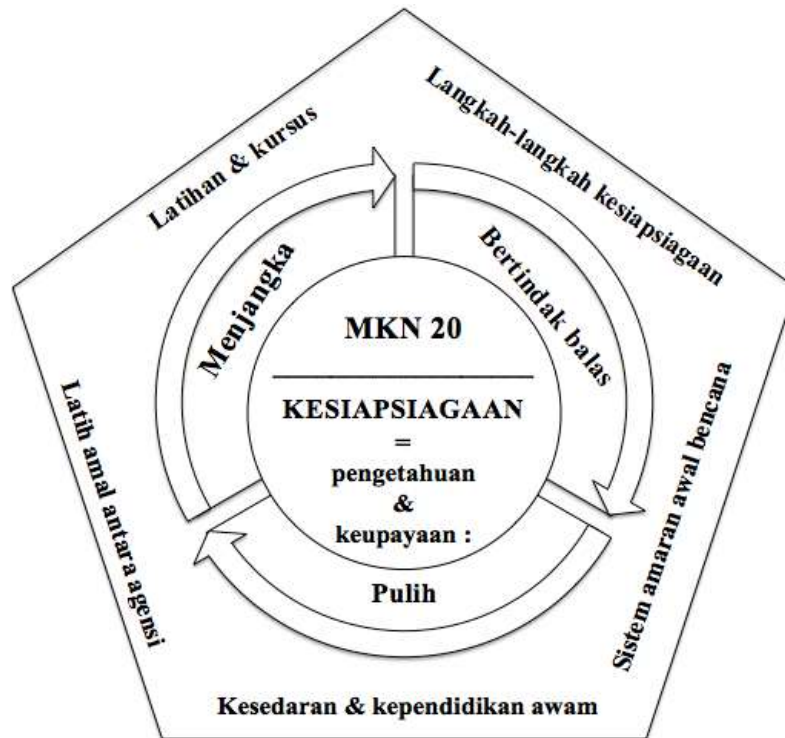 Latihan & kursus
Langkah-langkah kesiapsiagaan
Menjangka
Bertindak balas
MKN 20
KESIAPSIAGAAN
=
pengetahuan
&
keupayaan :
Pulih
Latih amal antara agensi
Sistem amaran awal bencana
Kesedaran & kependidikan awam